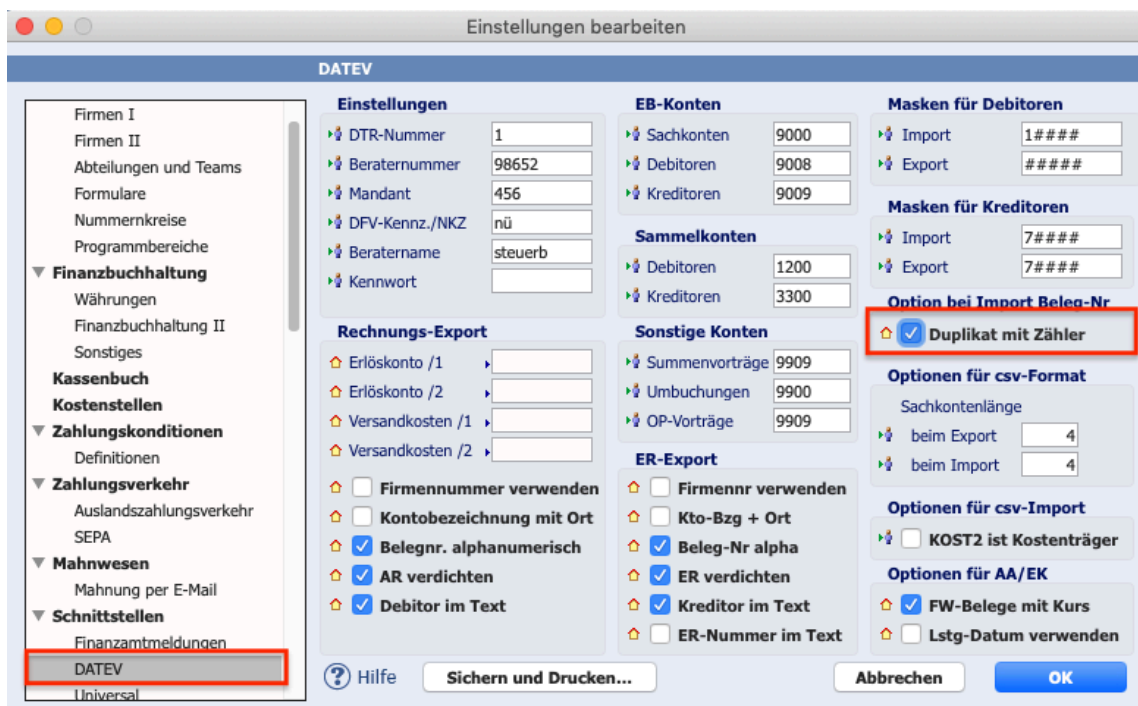 Einstellungen bearbeiten
DATEV
Firmen I
Firmen II
Abteilungen und Teams
Formulare
Nummernkreise
Programmbereiche
Finanzbuchhaltung
Währungen
Finanzbuchhaltung II
Sonstiges
Kassenbuch
Kostenstellen
Zahlungskonditionen
Definitionen
Zahlungsverkehr
Auslandszahlungsverkehr
SEPA
Mahnwesen
Mahnung per E-Mail
Schnittstellen
Finanzamtmeldungen
DATEV
Universal
Einstellungen
DTR-Nummer 1
Beraternummer 98652
Mandant 456
DFV-Kennz./NKZ nü
Beratername steuerb
Kennwort
Rechnungs-Export
Erlöskonto /1
Erlöskonto /2
Versandkosten /1
Versandkosten /2
Firmennummer verwenden
Kontobezeichnung mit Ort
Belegnr. alphanumerisch
AR verdichten
Debitor im Text
EB-Konten
Sachkonten 9000
Debitoren 9008
Kreditoren 9009
Sammelkonten
Debitoren 1200
Kreditoren 3300
Sonstige Konten
Summenvorträge 9909
Umbuchungen 9900
OP-Vorträge 9909
ER-Export
Firmennr verwenden
Kto-Bzg + Ort
Beleg-Nr alpha
ER verdichten
Kreditor im Text
ER-Nummer im Text
Masken für Debitoren
Import 1####
Export #####
Masken für Kreditoren
Import 7####
Export 7####
Option bei Import Beleg-Nr
Duplikat mit Zähler
Optionen für csv-Format
Sachkontenlänge
beim Export 4
beim Import 4
Optionen für csv-Import
KOST2 ist Kostenträger
Optionen für AA/EK
FW-Belege mit Kurs
Lstg-Datum verwenden
? Hilfe
Sichern und Drucken...
Abbrechen
OK